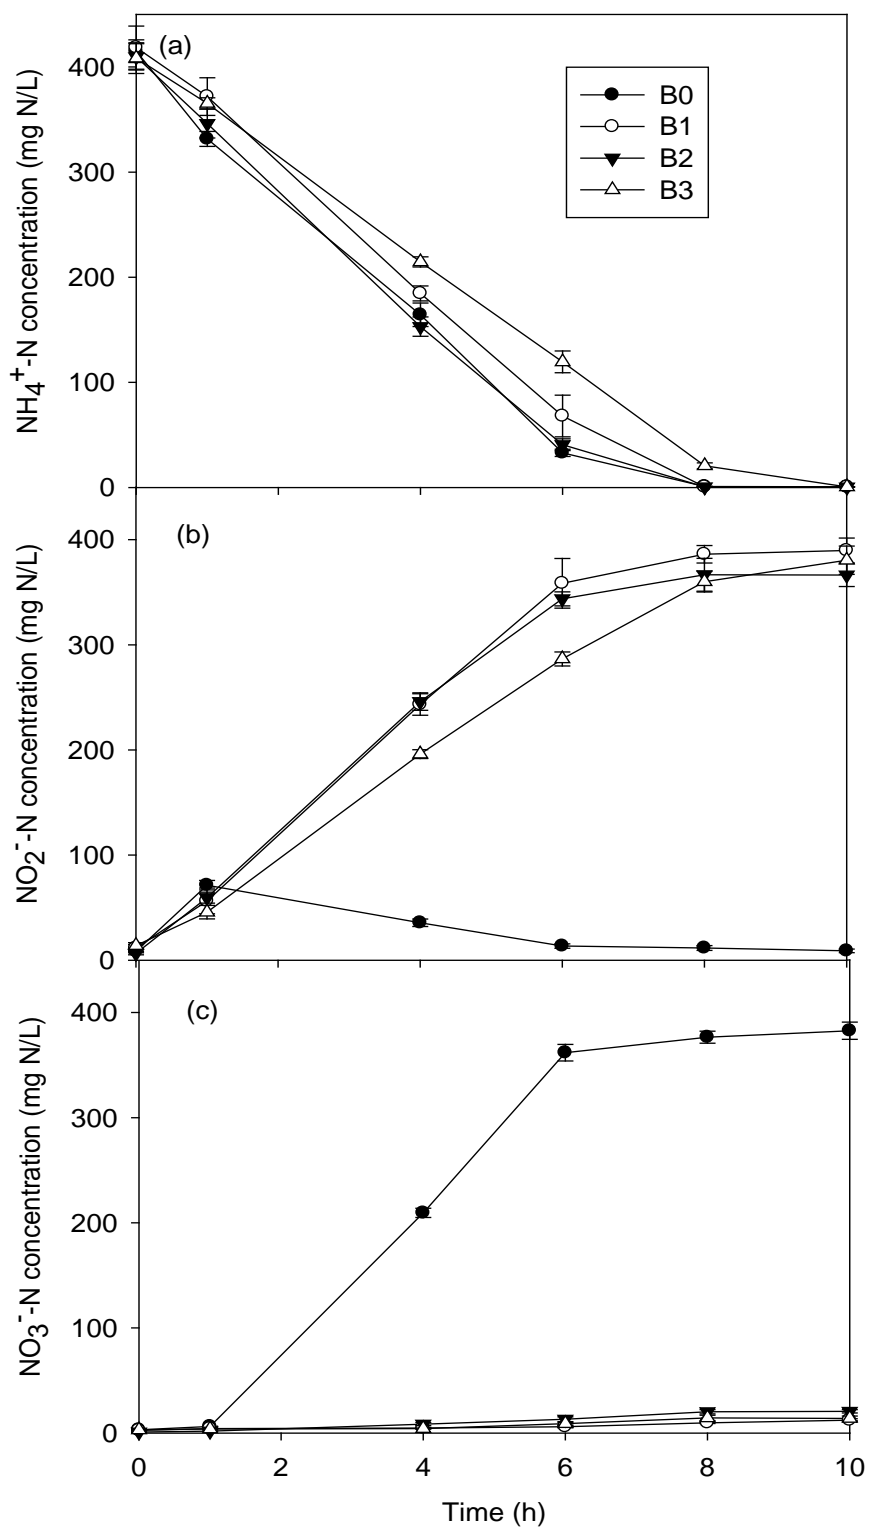 (a)
B0
B1
B2
B3
400
300
200
100
0
NH4+-N concentration (mg N/L)
(b)
400
300
200
100
0
NO2--N concentration (mg N/L)
(c)
400
300
200
100
0
NO3--N concentration (mg N/L)
0 2 4 6 8 10
Time (h)